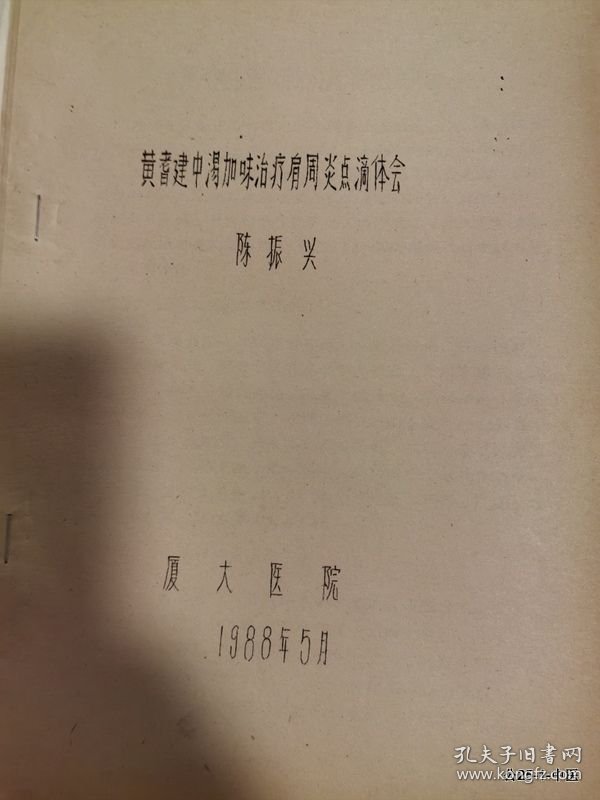 黄耆建中湯加味治疗肩周炎点滴体会
陈振兴
厦大医院
1988年5月
孔夫子旧书网